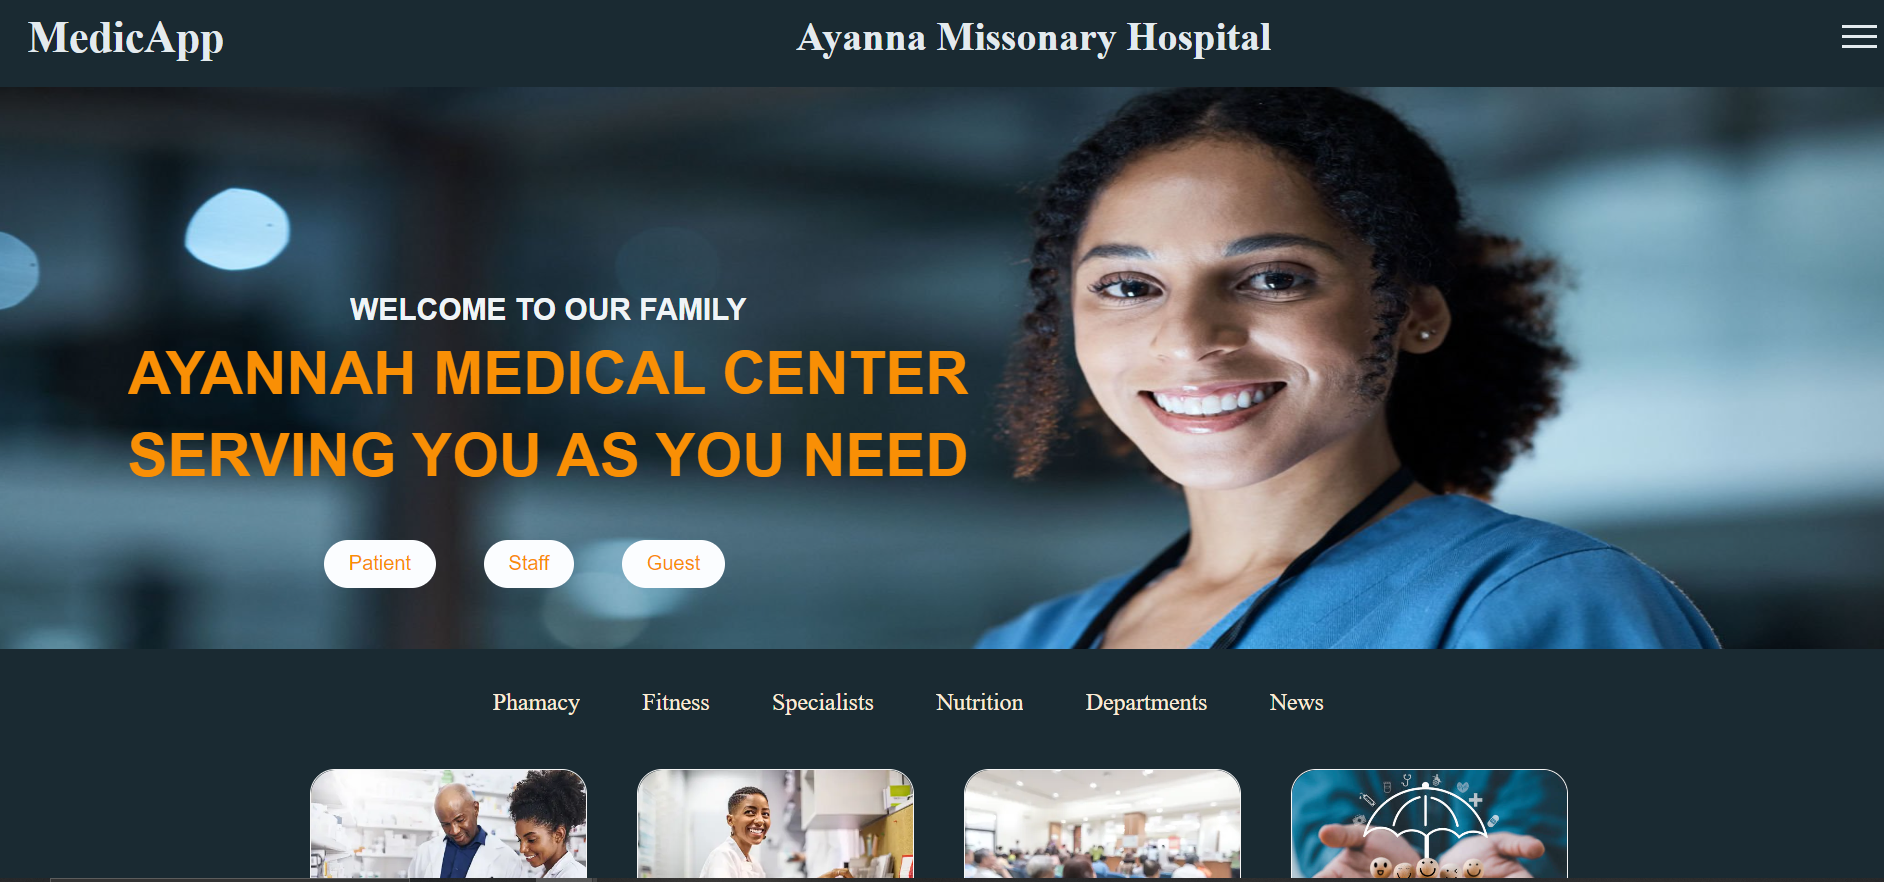 MedicApp
Ayanna Missonary Hospital
WELCOME TO OUR FAMILY
AYANNAH MEDICAL CENTER
SERVING YOU AS YOU NEED
Patient Staff Guest
Phamacy Fitness Specialists Nutrition Departments News